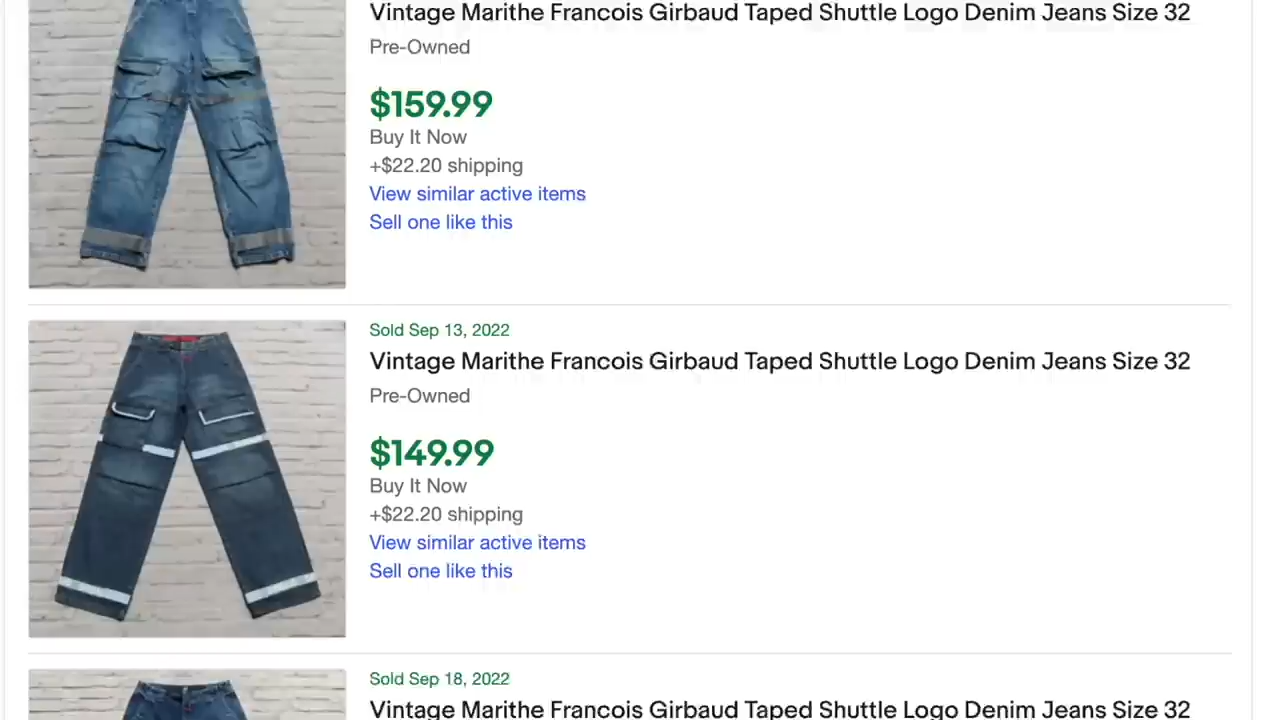 Vintage Marithe Francois Girbaud Taped Shuttle Logo Denim Jeans Size 32
Pre-Owned
$159.99
Buy It Now
+$22.20 shipping
View similar active items
Sell one like this
Sold Sep 13, 2022
Vintage Marithe Francois Girbaud Taped Shuttle Logo Denim Jeans Size 32
Pre-Owned
$149.99
Buy It Now
+$22.20 shipping
View similar active items
Sell one like this
Sold Sep 18, 2022
Vintage Marithe Francois Girbaud Taped Shuttle Logo Denim Jeans Size 32